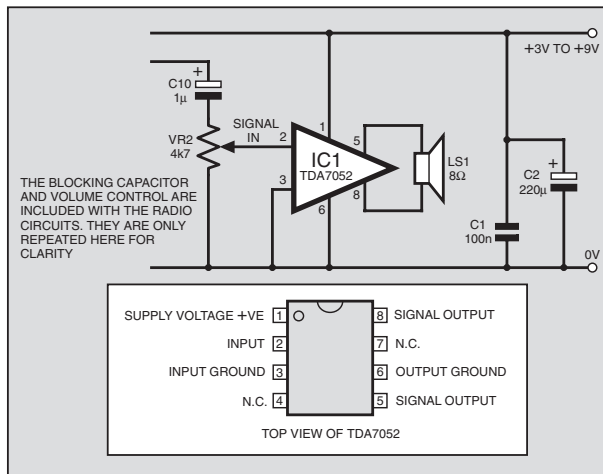 +3V TO +9V
+
C10
1µ
VR2
4k7
SIGNAL
IN
2
3
1
IC1
TDA7052
6
5
8
LS1
8Ω
+
C2
220µ
C1
100n
0V
THE BLOCKING CAPACITOR
AND VOLUME CONTROL ARE
INCLUDED WITH THE RADIO
CIRCUITS. THEY ARE ONLY
REPEATED HERE FOR
CLARITY
SUPPLY VOLTAGE +VE 1 8 SIGNAL OUTPUT
INPUT 2 7 N.C.
INPUT GROUND 3 6 OUTPUT GROUND
N.C. 4 5 SIGNAL OUTPUT
TOP VIEW OF TDA7052